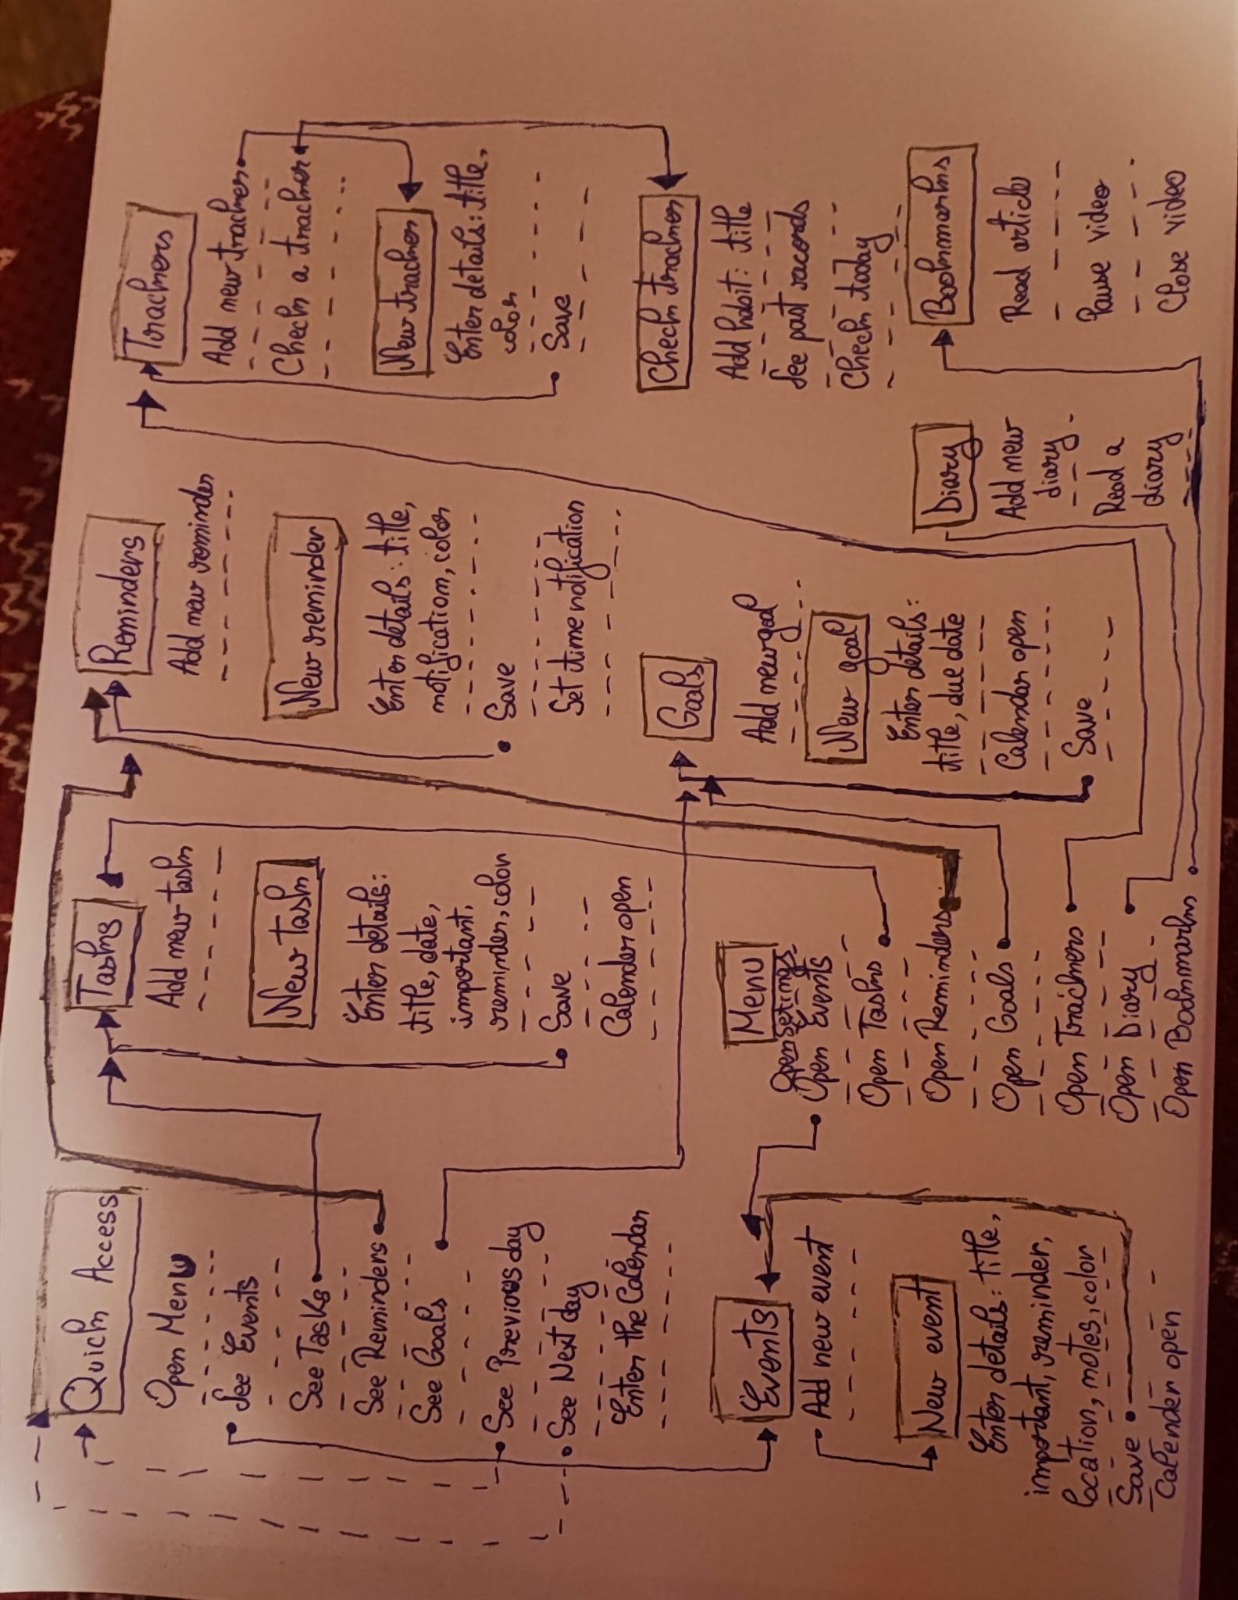 Quick Access
Open Menu
See Events
See Tasks
See Reminders
See Goals
See Previous day
See Next day
Enter the Calendar
Tasks
Add new task
New task
Enter details:
title, date,
important,
reminder, color
Save
Calender open
Reminders
Add new reminder
New reminder
Enter details: title,
notification, color
Save
Set time notification
Trackers
Add new tracker
Check a tracker
New tracker
Enter details: title,
color
Save
Check tracker
Add habit: title
See past racords
Check today
Events
Add new event
New event
Enter details: title,
important, reminder,
location, notes, color
Save
Calender open
Menu
Open setings
Open Events
Open Tasks
Open Reminders
Open Goals
Open Trackers
Open Diary
Open Bookmarks
Goals
Add new goal
New goal
Enter details:
title, due date
Calendar open
Save
Diary
Add new
diary
Read a
diary
Bookmarks
Read article
Pause video
Close video